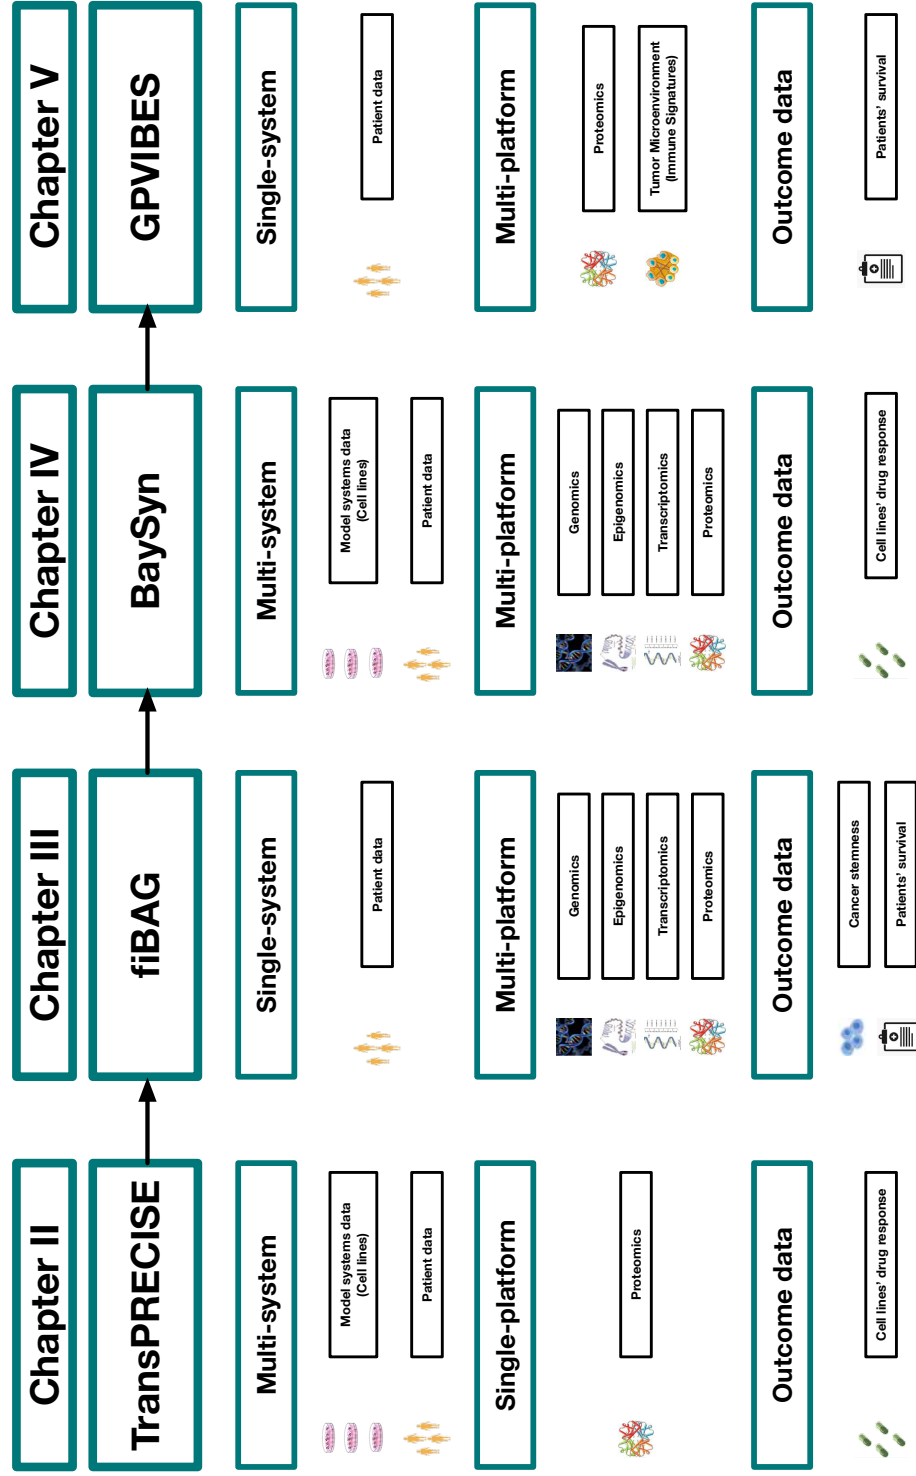 Chapter II
TransPRECISE
Multi-system
Model systems data
(Cell lines)
Patient data
Single-platform
Proteomics
Outcome data
Cell lines' drug response
Chapter III
fiBAG
Single-system
Patient data
Multi-platform
Genomics
Epigenomics
Transcriptomics
Proteomics
Outcome data
Cancer stemness
Patients' survival
Chapter IV
BaySyn
Multi-system
Model systems data
(Cell lines)
Patient data
Multi-platform
Genomics
Epigenomics
Transcriptomics
Proteomics
Outcome data
Cell lines' drug response
Chapter V
GPVIBES
Single-system
Patient data
Multi-platform
Proteomics
Tumor Microenvironment
(Immune Signatures)
Outcome data
Patients' survival